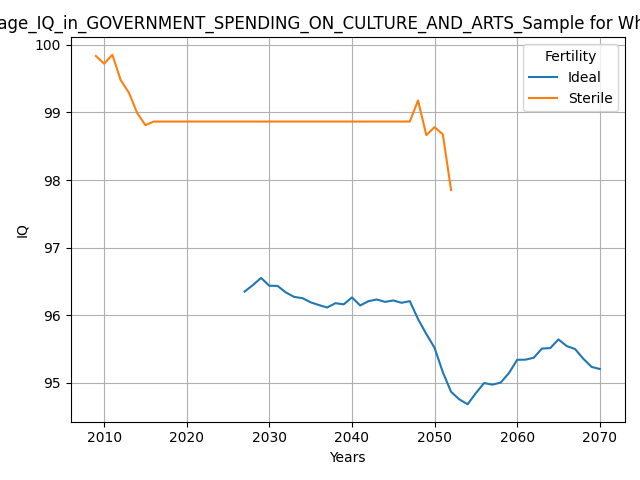 age_IQ_in_GOVERNMENT_SPENDING_ON_CULTURE_AND_ARTS_Sample for Wh
Fertility
Ideal
Sterile
100
99
98
97
96
95
IQ
2010 2020 2030 2040 2050 2060 2070
Years